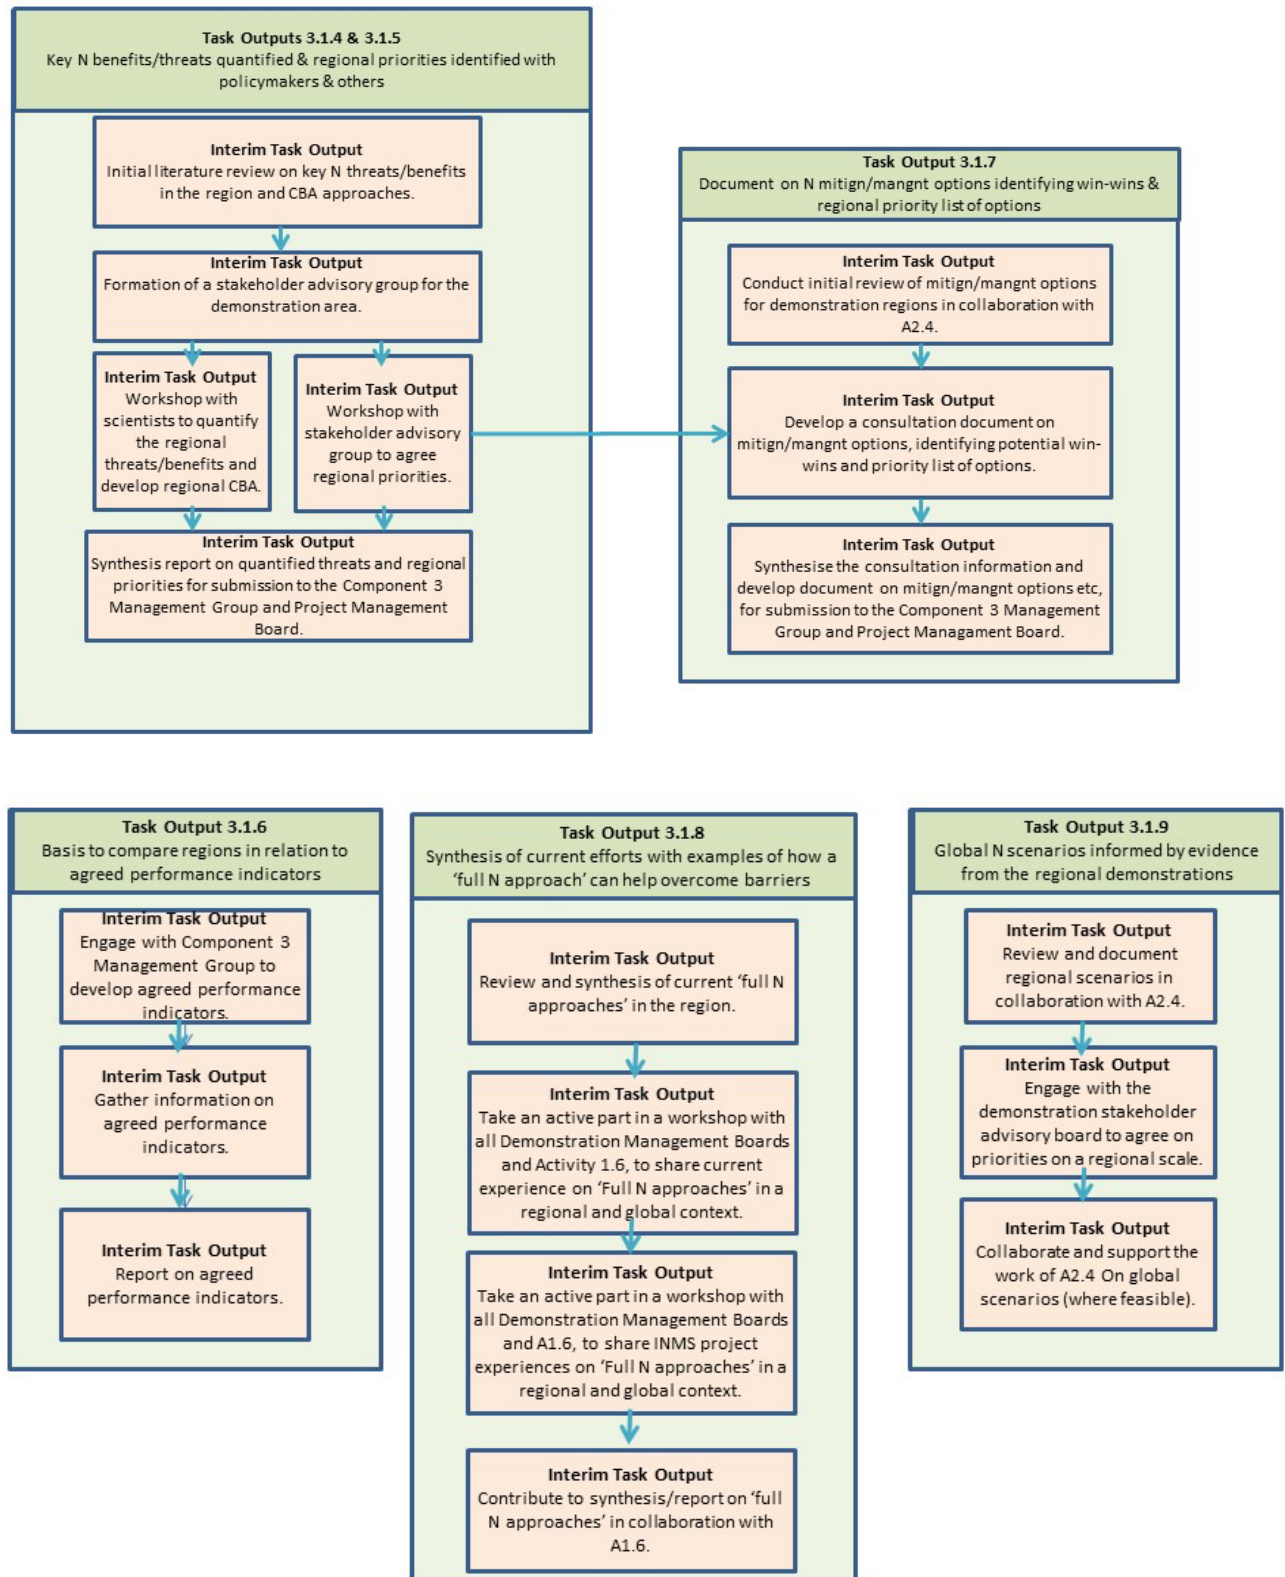 Task Outputs 3.1.4 & 3.1.5
Key N benefits/threats quantified & regional priorities identified with
policymakers & others
Interim Task Output
Initial literature review on key N threats/benefits
in the region and CBA approaches.
Interim Task Output
Formation of a stakeholder advisory group for the
demonstration area.
Interim Task Output
Workshop with
scientists to quantify
the regional
threats/benefits and
develop regional CBA.
Interim Task Output
Workshop with
stakeholder advisory
group to agree
regional priorities.
Interim Task Output
Synthesis report on quantified threats and regional
priorities for submission to the Component 3
Management Group and Project Management
Board.
Task Output 3.1.7
Document on N mitign/mangnt options identifying win-wins &
regional priority list of options
Interim Task Output
Conduct initial review of mitign/mangnt options
for demonstration regions in collaboration with
A2.4.
Interim Task Output
Develop a consultation document on
mitign/mangnt options, identifying potential win-
wins and priority list of options.
Interim Task Output
Synthesise the consultation information and
develop document on mitign/mangnt options etc,
for submission to the Component 3 Management
Group and Project Managament Board.
Task Output 3.1.6
Basis to compare regions in relation to
agreed performance indicators
Interim Task Output
Engage with Component 3
Management Group to
develop agreed performance
indicators.
Interim Task Output
Gather information on
agreed performance
indicators.
Interim Task Output
Report on agreed
performance indicators.
Task Output 3.1.8
Synthesis of current efforts with examples of how a
‘full N approach’ can help overcome barriers
Interim Task Output
Review and synthesis of current ‘full N
approaches’ in the region.
Interim Task Output
Take an active part in a workshop with
all Demonstration Management Boards
and Activity 1.6, to share current
experience on ‘Full N approaches’ in a
regional and global context.
Interim Task Output
Take an active part in a workshop with
all Demonstration Management Boards
and A1.6, to share INMS project
experiences on ‘Full N approaches’ in a
regional and global context.
Interim Task Output
Contribute to synthesis/report on ‘full
N approaches’ in collaboration with
A1.6.
Task Output 3.1.9
Global N scenarios informed by evidence
from the regional demonstrations
Interim Task Output
Review and document
regional scenarios in
collaboration with A2.4.
Interim Task Output
Engage with the
demonstration stakeholder
advisory board to agree on
priorities on a regional scale.
Interim Task Output
Collaborate and support the
work of A2.4 On global
scenarios (where feasible).